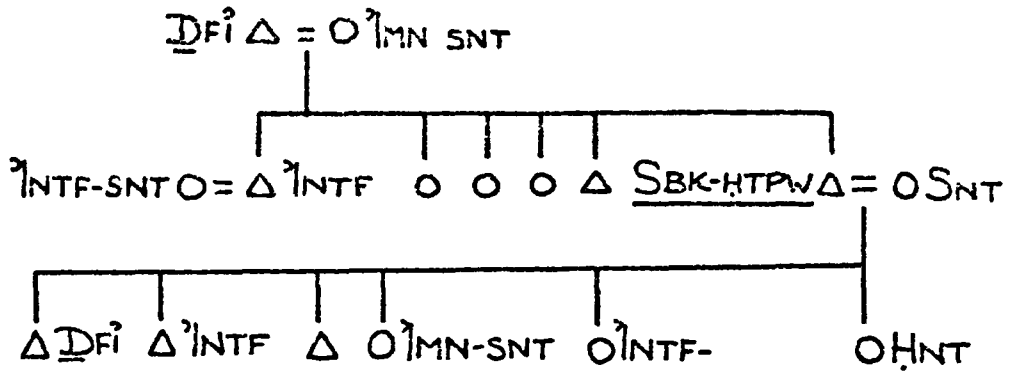 ḎFỈ = ỈMN SNT
ỈNTF-SNT = ỈNTF SBK-ḤTPW = SNT
ḎFỈ ỈNTF ỈMN-SNT ỈNTF- ḤNT